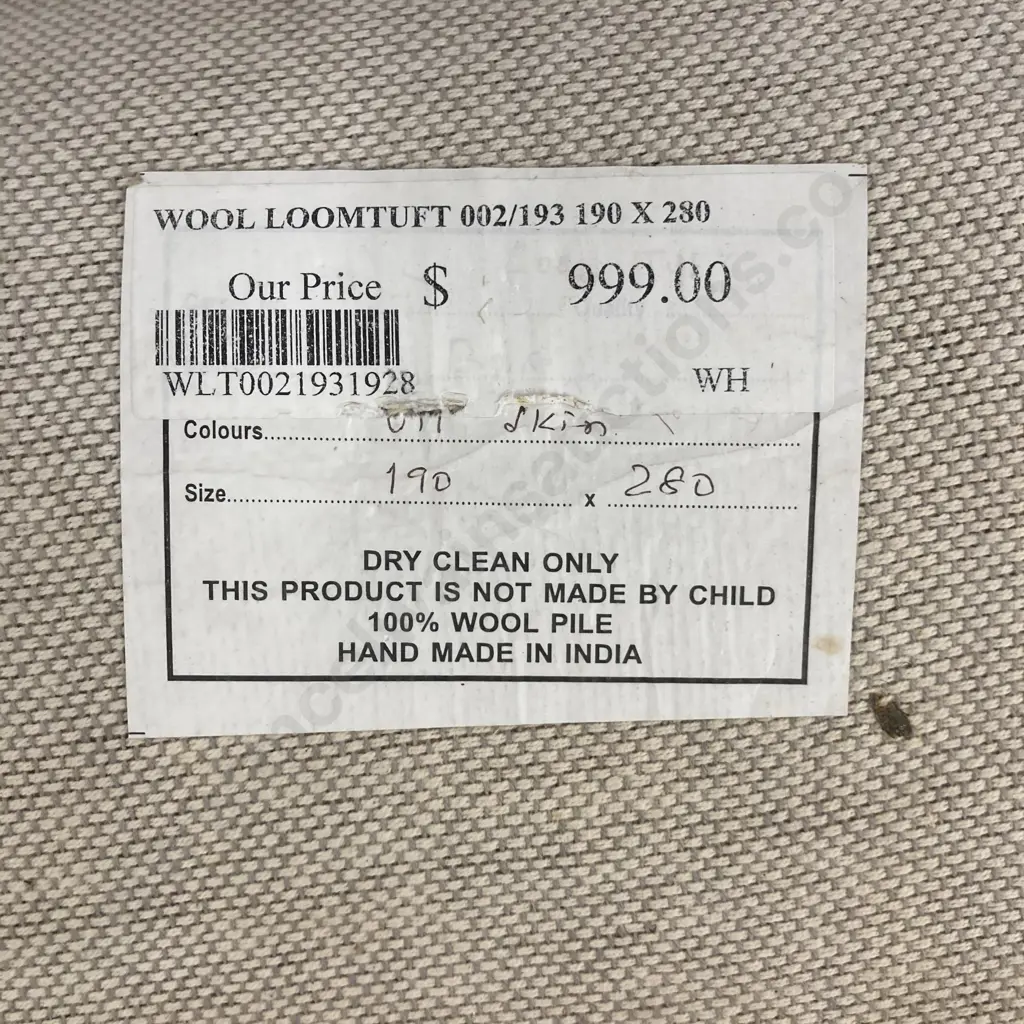 WOOL LOOMTUFT 002/193 190 X 280
Our Price $ 999.00
WLT0021931928
WH
Colours........ Skin
Size........ 190 x 280
DRY CLEAN ONLY
THIS PRODUCT IS NOT MADE BY CHILD
100% WOOL PILE
HAND MADE IN INDIA